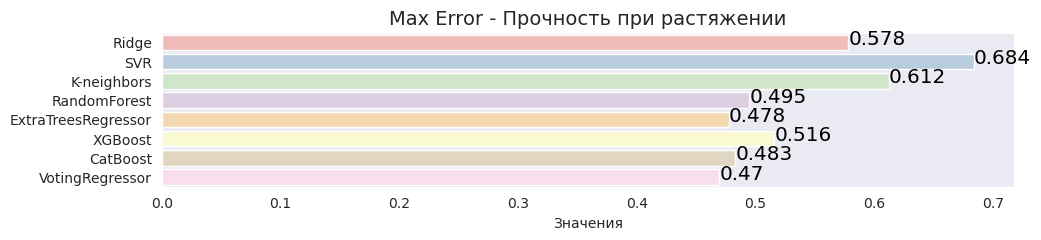 Max Error - Прочность при растяжении
Ridge 0.578
SVR 0.684
K-neighbors 0.612
RandomForest 0.495
ExtraTreesRegressor 0.478
XGBoost 0.516
CatBoost 0.483
VotingRegressor 0.47
0.0 0.1 0.2 0.3 0.4 0.5 0.6 0.7
Значения